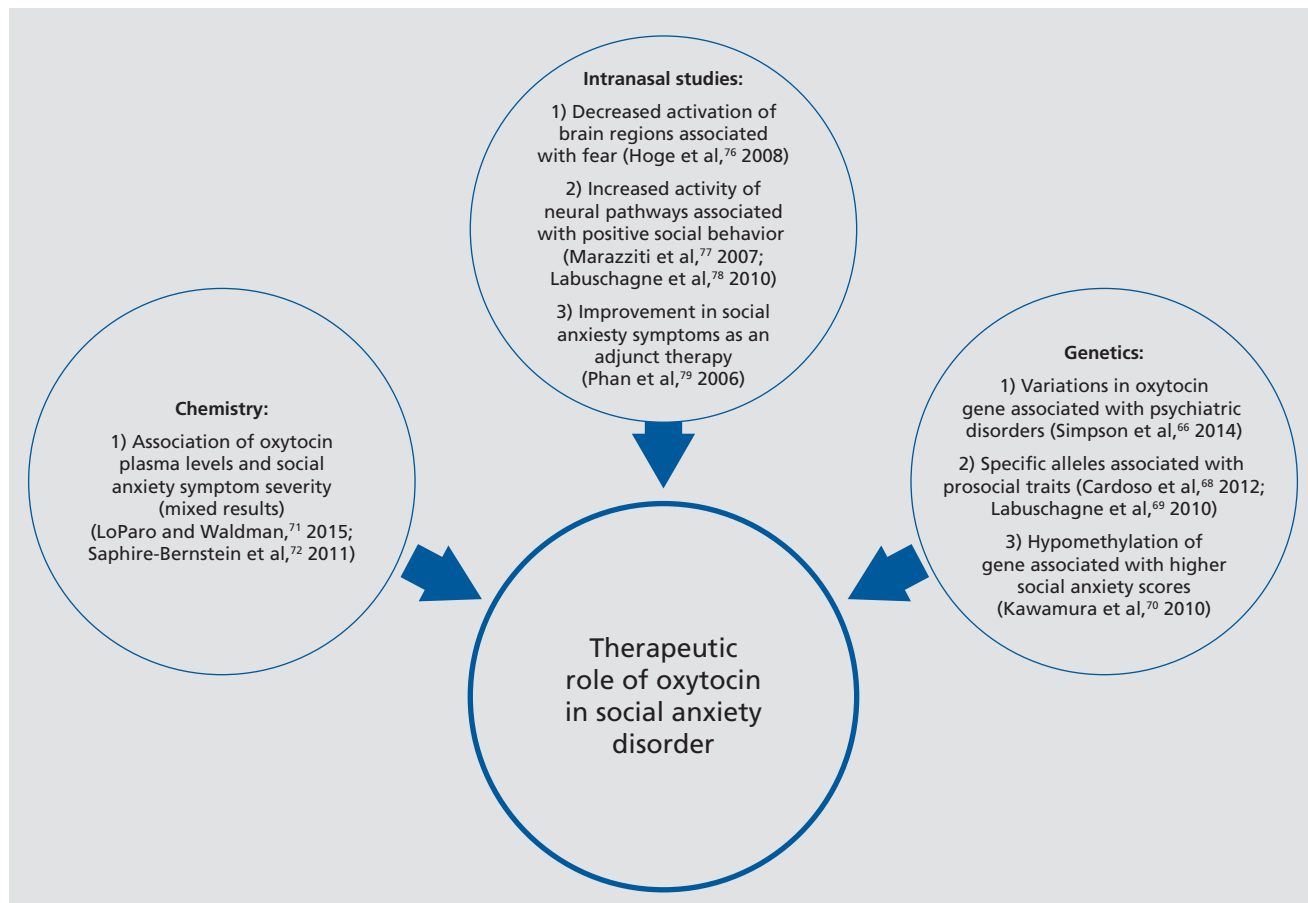 Intranasal studies:
1) Decreased activation of
brain regions associated
with fear (Hoge et al,⁷⁶ 2008)
2) Increased activity of
neural pathways associated
with positive social behavior
(Marazziti et al,⁷⁷ 2007;
Labuschagne et al,⁷⁸ 2010)
3) Improvement in social
anxiesty symptoms as an
adjunct therapy
(Phan et al,⁷⁹ 2006)
Chemistry:
1) Association of oxytocin
plasma levels and social
anxiety symptom severity
(mixed results)
(LoParo and Waldman,⁷¹ 2015;
Saphire-Bernstein et al,⁷² 2011)
Genetics:
1) Variations in oxytocin
gene associated with psychiatric
disorders (Simpson et al,⁶⁶ 2014)
2) Specific alleles associated with
prosocial traits (Cardoso et al,⁶⁸ 2012;
Labuschagne et al,⁶⁹ 2010)
3) Hypomethylation of
gene associated with higher
social anxiety scores
(Kawamura et al,⁷⁰ 2010)
Therapeutic
role of oxytocin
in social anxiety
disorder